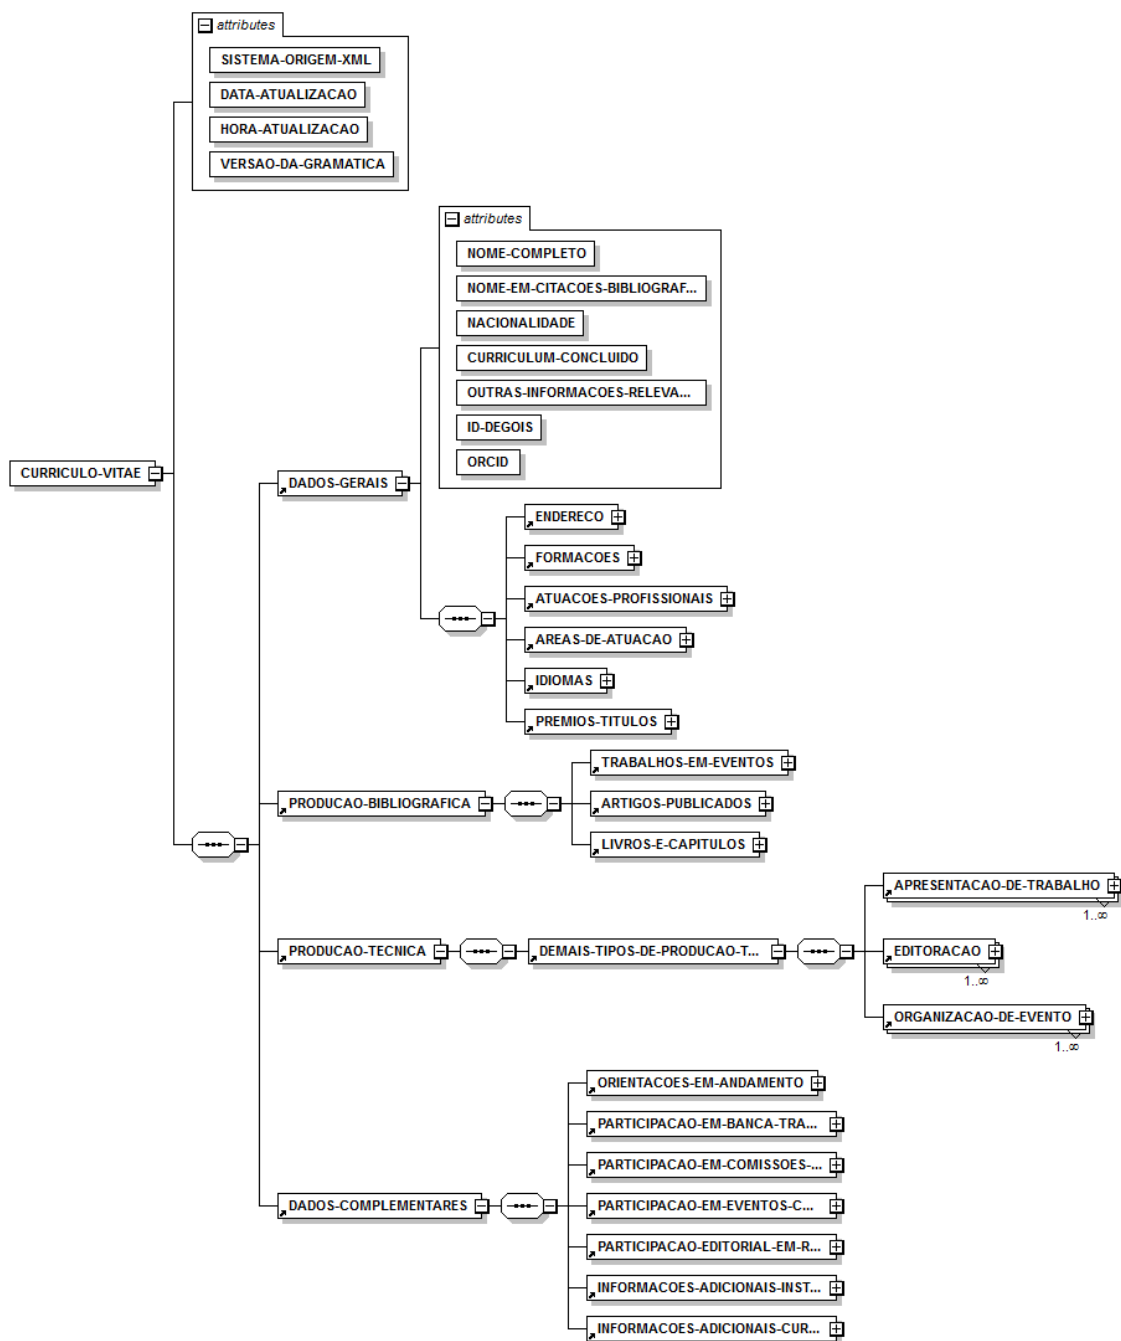 attributes
SISTEMA-ORIGEM-XML
DATA-ATUALIZACAO
HORA-ATUALIZACAO
VERSAO-DA-GRAMATICA
attributes
NOME-COMPLETO
NOME-EM-CITACOES-BIBLIOGRAF...
NACIONALIDADE
CURRICULUM-CONCLUIDO
OUTRAS-INFORMACOES-RELEVA...
ID-DEGOIS
ORCID
CURRICULO-VITAE
DADOS-GERAIS
ENDERECO
FORMACOES
ATUACOES-PROFISSIONAIS
AREAS-DE-ATUACAO
IDIOMAS
PREMIOS-TITULOS
PRODUCAO-BIBLIOGRAFICA
TRABALHOS-EM-EVENTOS
ARTIGOS-PUBLICADOS
LIVROS-E-CAPITULOS
PRODUCAO-TECNICA
DEMAIS-TIPOS-DE-PRODUCAO-T...
APRESENTACAO-DE-TRABALHO
1..∞
EDITORACAO
1..∞
ORGANIZACAO-DE-EVENTO
1..∞
DADOS-COMPLEMENTARES
ORIENTACOES-EM-ANDAMENTO
PARTICIPACAO-EM-BANCA-TRA...
PARTICIPACAO-EM-COMISSOES-...
PARTICIPACAO-EM-EVENTOS-C...
PARTICIPACAO-EDITORIAL-EM-R...
INFORMACOES-ADICIONAIS-INST...
INFORMACOES-ADICIONAIS-CUR...